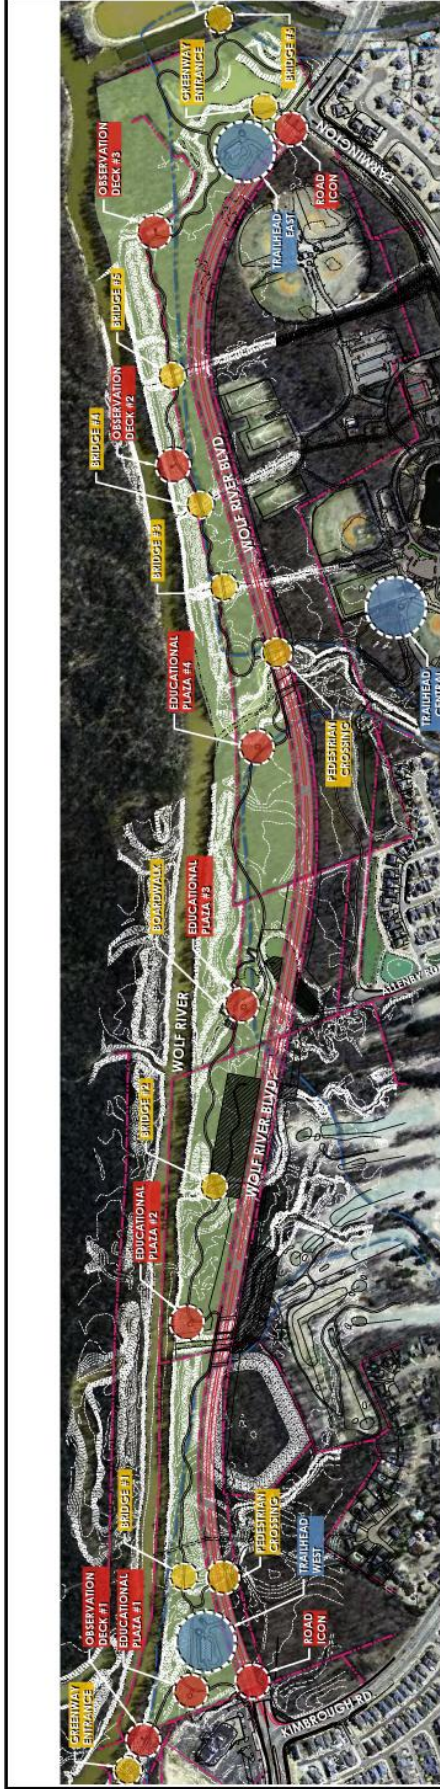 GREENWAY
ENTRANCE
OBSERVATION
DECK #1
EDUCATIONAL
PLAZA #1
BRIDGE #1
PEDESTRIAN
CROSSING
TRAILHEAD
WEST
ROAD
ICON
KIMBROUGH RD.
EDUCATIONAL
PLAZA #2
BRIDGE #2
WOLF RIVER BLVD.
WOLF RIVER
BOARDWALK
EDUCATIONAL
PLAZA #3
ALLENBY RD
EDUCATIONAL
PLAZA #4
PEDESTRIAN
CROSSING
TRAILHEAD
BRIDGE #3
WOLF RIVER BLVD.
BRIDGE #4
OBSERVATION
DECK #2
BRIDGE #5
OBSERVATION
DECK #3
TRAILHEAD
EAST
ROAD
ICON
FARMINGTON
GREENWAY
ENTRANCE
BRIDGE #6